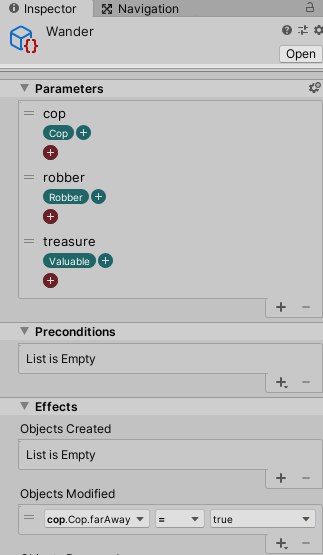 Inspector Navigation
Wander
Open
Parameters
cop
Cop
robber
Robber
treasure
Valuable
Preconditions
List is Empty
Effects
Objects Created
List is Empty
Objects Modified
cop.Cop.farAway = true